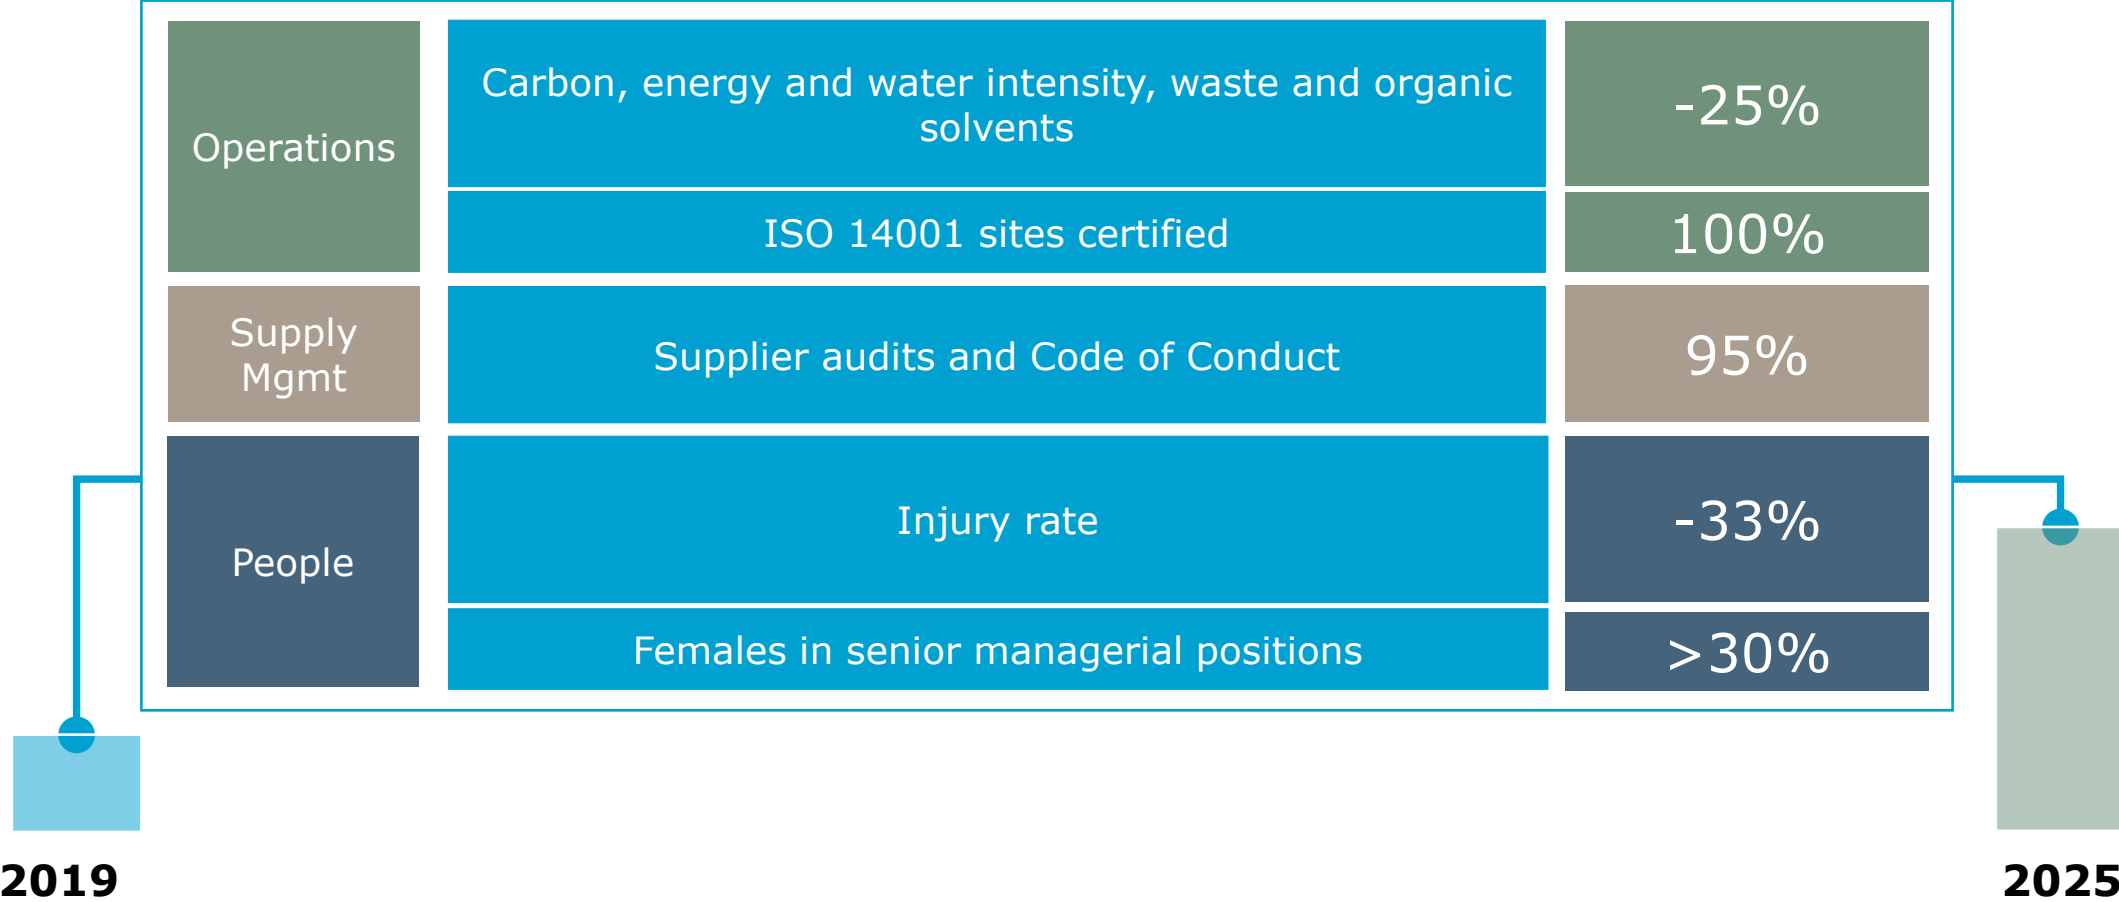 Operations
Carbon, energy and water intensity, waste and organic
solvents
-25%
ISO 14001 sites certified
100%
Supply
Mgmt
Supplier audits and Code of Conduct
95%
People
Injury rate
-33%
Females in senior managerial positions
>30%
2019
2025